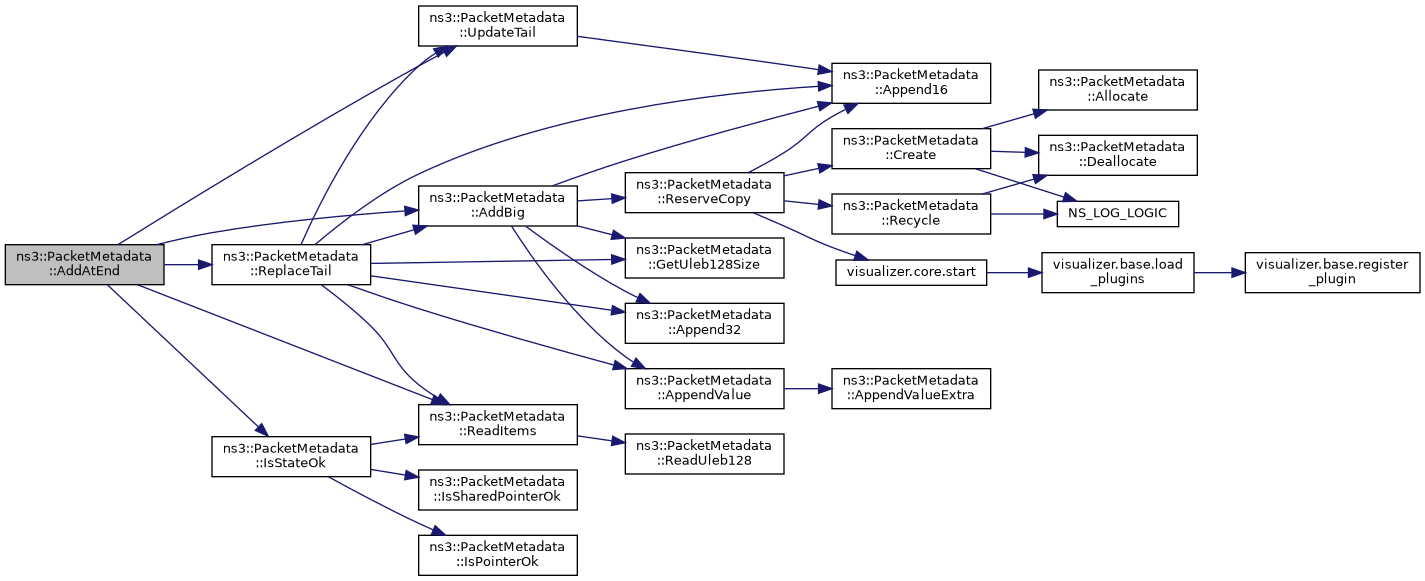 ns3::PacketMetadata
::UpdateTail
ns3::PacketMetadata
::Append16
ns3::PacketMetadata
::Allocate
ns3::PacketMetadata
::Create
ns3::PacketMetadata
::Deallocate
ns3::PacketMetadata
::AddBig
ns3::PacketMetadata
::ReserveCopy
ns3::PacketMetadata
::Recycle
NS_LOG_LOGIC
ns3::PacketMetadata
::AddAtEnd
ns3::PacketMetadata
::ReplaceTail
ns3::PacketMetadata
::GetUleb128Size
visualizer.core.start
visualizer.base.load
_plugins
visualizer.base.register
_plugin
ns3::PacketMetadata
::Append32
ns3::PacketMetadata
::AppendValue
ns3::PacketMetadata
::AppendValueExtra
ns3::PacketMetadata
::ReadItems
ns3::PacketMetadata
::IsStateOk
ns3::PacketMetadata
::ReadUleb128
ns3::PacketMetadata
::IsSharedPointerOk
ns3::PacketMetadata
::IsPointerOk